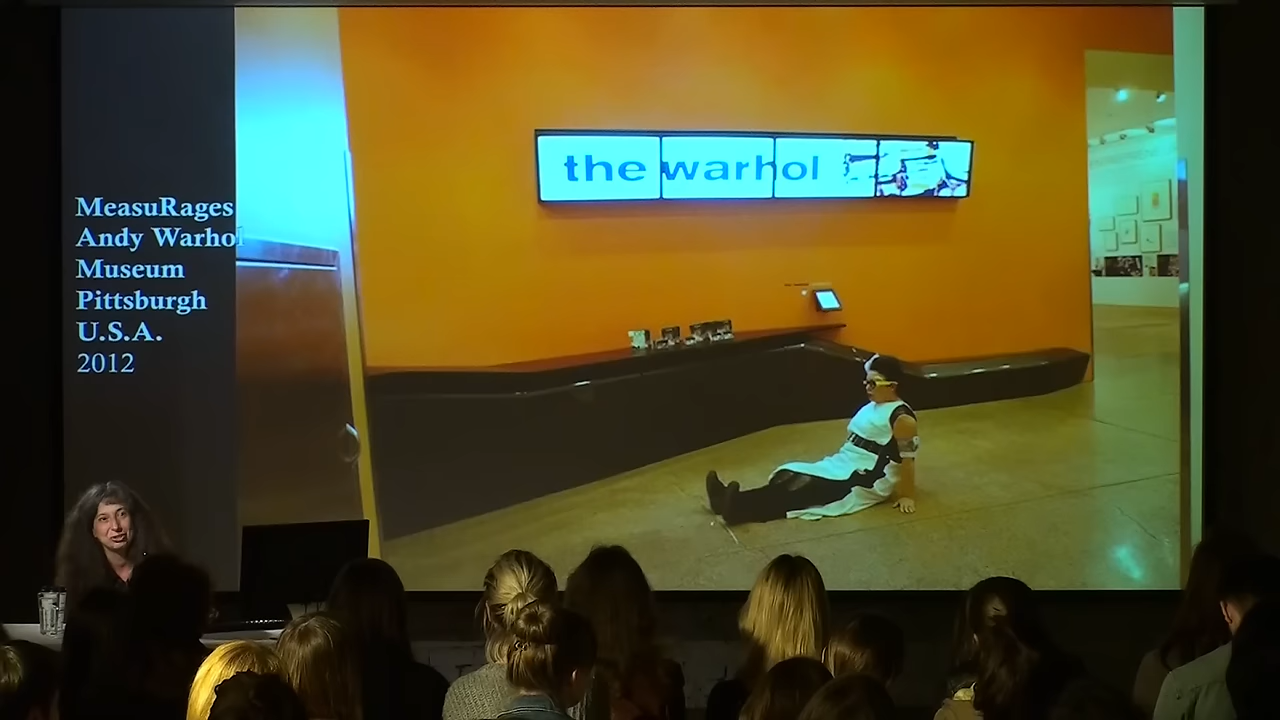 MeasuRages
Andy Warhol
Museum
Pittsburgh
U.S.A.
2012
the warhol